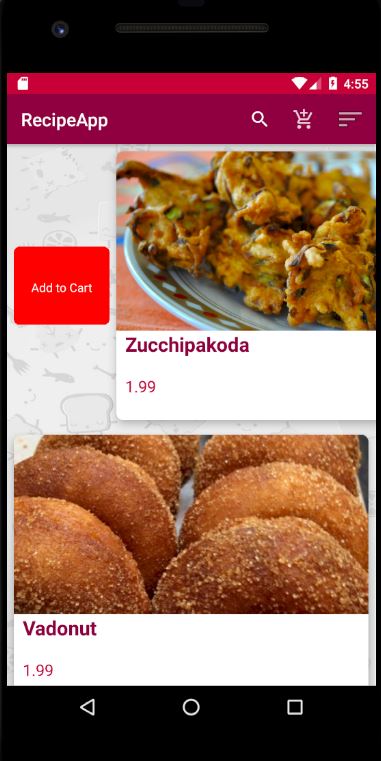 4:55
RecipeApp
Add to Cart
Zucchipakoda
1.99
Vadonut
1.99